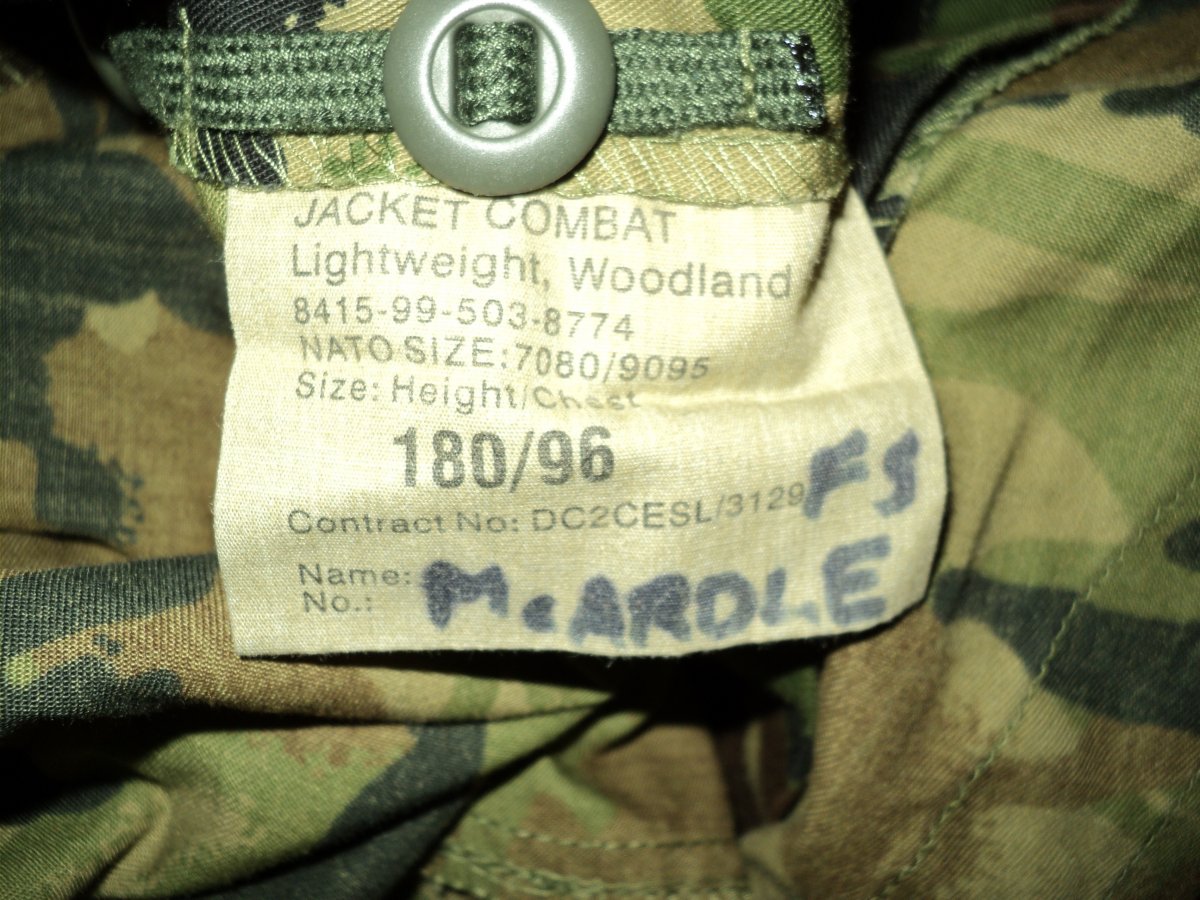 JACKET COMBAT
Lightweight, Woodland
8415-99-503-8774
NATO SIZE: 7080/9095
Size: Height/Chest
180/96
Contract No: DC2CESL/3129
FS
Name: McARDLE
No.: